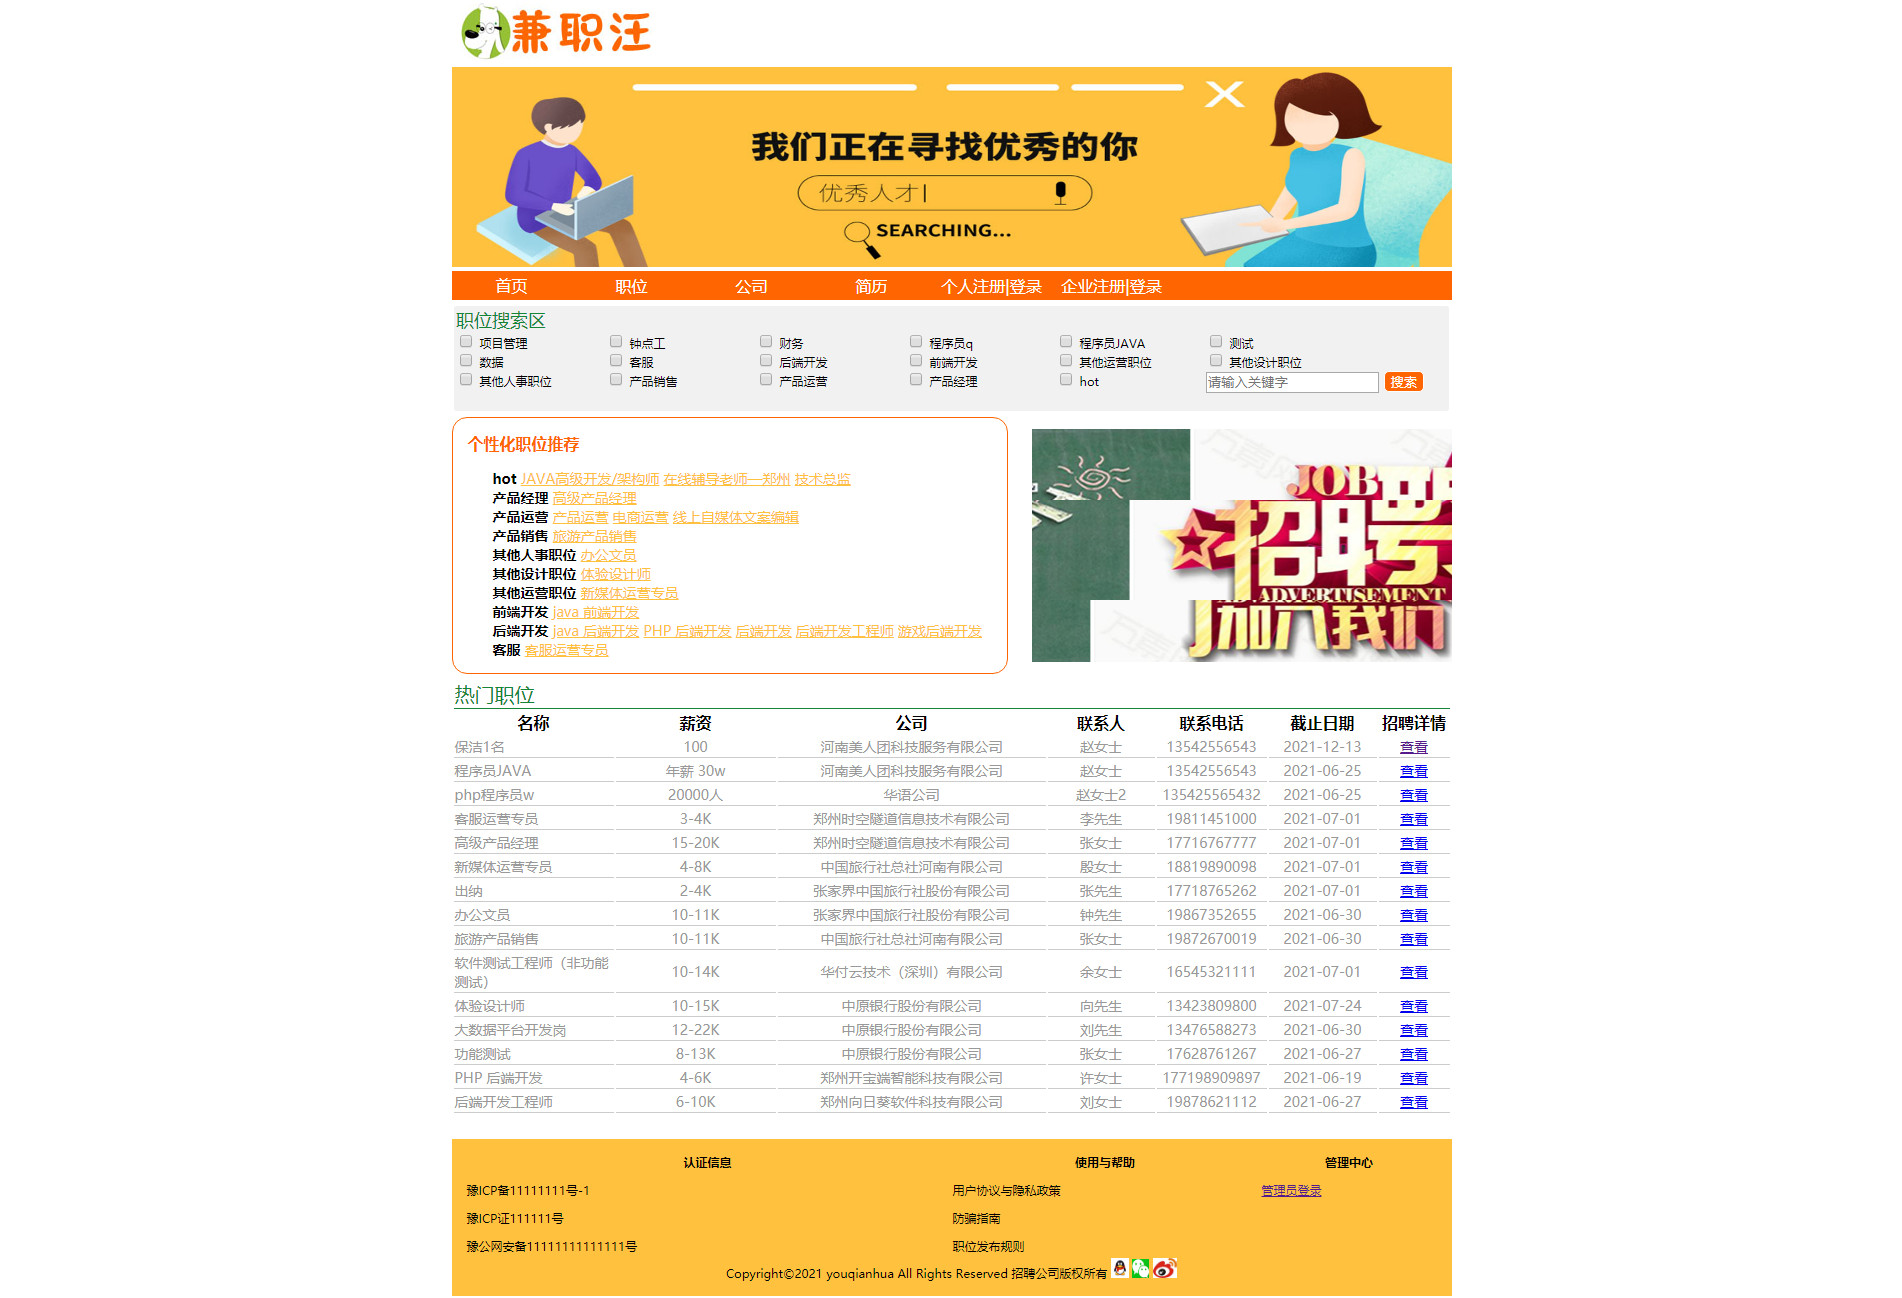 兼职汪
我们正在寻找优秀的你
优秀人才
SEARCHING...
首页 职位 公司 简历 个人注册|登录 企业注册|登录
职位搜索区
项目管理 钟点工 财务 程序员q 程序员JAVA 测试
数据 客服 后端开发 前端开发 其他运营职位 其他设计职位
其他人事职位 产品销售 产品运营 产品经理 hot 请输入关键字 搜索
个性化职位推荐
hot JAVA高级开发/架构师 在线辅导老师—郑州 技术总监
产品经理 高级产品经理
产品运营 产品运营 电商运营 线上自媒体文案编辑
产品销售 旅游产品销售
其他人事职位 办公文员
其他设计职位 体验设计师
其他运营职位 新媒体运营专员
前端开发 java 前端开发
后端开发 java 后端开发 PHP 后端开发 后端开发 后端开发工程师 游戏后端开发
客服 客服运营专员
JOB
招聘
ADVERTISEMENT
加入我们
热门职位
名称 薪资 公司 联系人 联系电话 截止日期 招聘详情
保洁1名 100 河南美人团科技服务有限公司 赵女士 13542556543 2021-12-13 查看
程序员JAVA 年薪 30w 河南美人团科技服务有限公司 赵女士 13542556543 2021-06-25 查看
php程序员w 20000人 华语公司 赵女士2 135425565432 2021-06-25 查看
客服运营专员 3-4K 郑州时空隧道信息技术有限公司 李先生 19811451000 2021-07-01 查看
高级产品经理 15-20K 郑州时空隧道信息技术有限公司 张女士 17716767777 2021-07-01 查看
新媒体运营专员 4-8K 中国旅行社总社河南有限公司 殷女士 18819890098 2021-07-01 查看
出纳 2-4K 张家界中国旅行社股份有限公司 张先生 17718765262 2021-07-01 查看
办公文员 10-11K 张家界中国旅行社股份有限公司 钟先生 19867352655 2021-06-30 查看
旅游产品销售 10-11K 中国旅行社总社河南有限公司 张女士 19872670019 2021-06-30 查看
软件测试工程师（非功能
测试） 10-14K 华付云技术（深圳）有限公司 余女士 16545321111 2021-07-01 查看
体验设计师 10-15K 中原银行股份有限公司 向先生 13423809800 2021-07-24 查看
大数据平台开发岗 12-22K 中原银行股份有限公司 刘先生 13476588273 2021-06-30 查看
功能测试 8-13K 中原银行股份有限公司 张女士 17628761267 2021-06-27 查看
PHP 后端开发 4-6K 郑州开宝端智能科技有限公司 许女士 177198909897 2021-06-19 查看
后端开发工程师 6-10K 郑州向日葵软件科技有限公司 刘女士 19878621112 2021-06-27 查看
认证信息 使用与帮助 管理中心
豫ICP备11111111号-1 用户协议与隐私政策 管理员登录
豫ICP证111111号 防骗指南
豫公网安备11111111111111号 职位发布规则
Copyright©2021 youqianhua All Rights Reserved 招聘公司版权所有